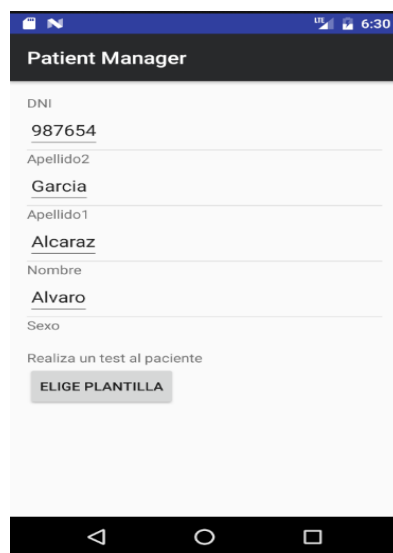 LTE 6:30
Patient Manager
DNI
987654
Apellido2
Garcia
Apellido1
Alcaraz
Nombre
Alvaro
Sexo
Realiza un test al paciente
ELIGE PLANTILLA